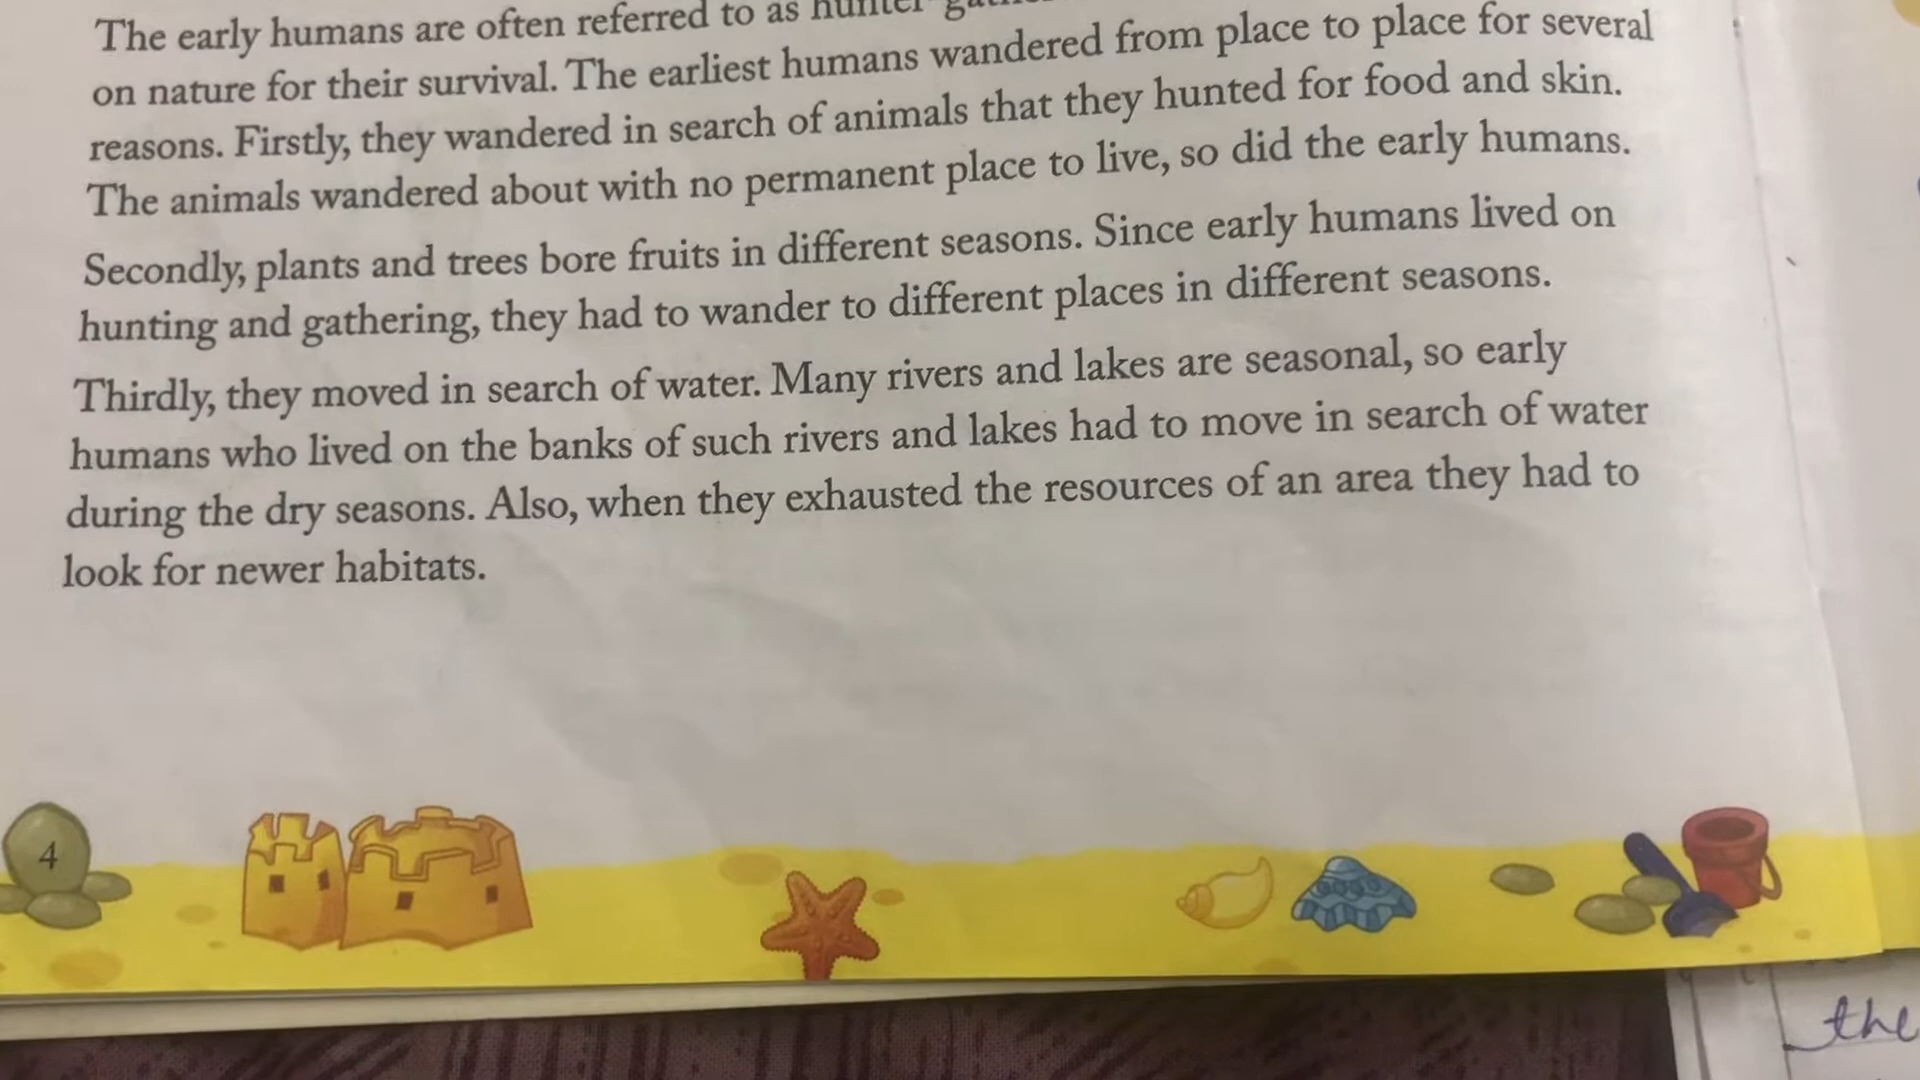 The early humans are often referred to as
on nature for their survival. The earliest humans wandered from place to place for several
reasons. Firstly, they wandered in search of animals that they hunted for food and skin.
The animals wandered about with no permanent place to live, so did the early humans.
Secondly, plants and trees bore fruits in different seasons. Since early humans lived on
hunting and gathering, they had to wander to different places in different seasons.
Thirdly, they moved in search of water. Many rivers and lakes are seasonal, so early
humans who lived on the banks of such rivers and lakes had to move in search of water
during the dry seasons. Also, when they exhausted the resources of an area they had to
look for newer habitats.
4
the